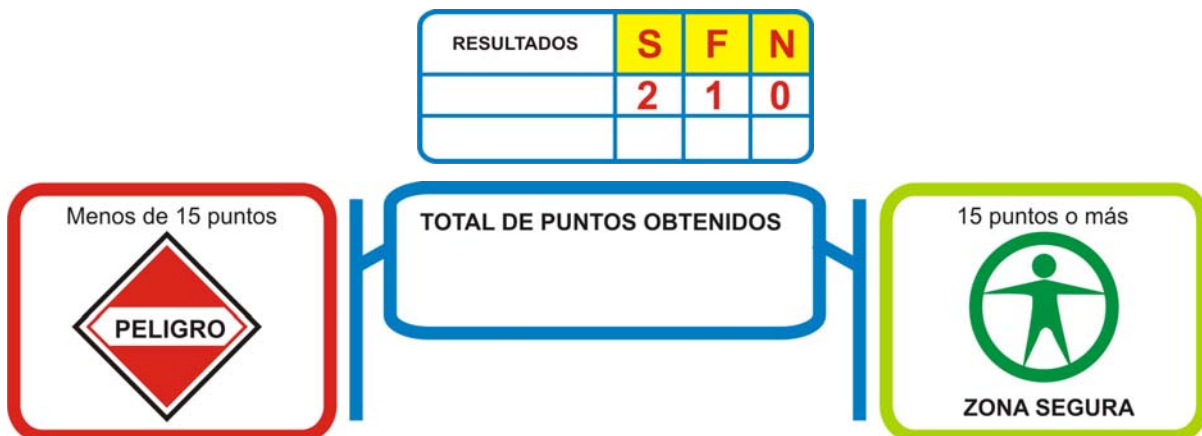 RESULTADOS S F N
2 1 0
Menos de 15 puntos
PELIGRO
TOTAL DE PUNTOS OBTENIDOS
15 puntos o más
ZONA SEGURA